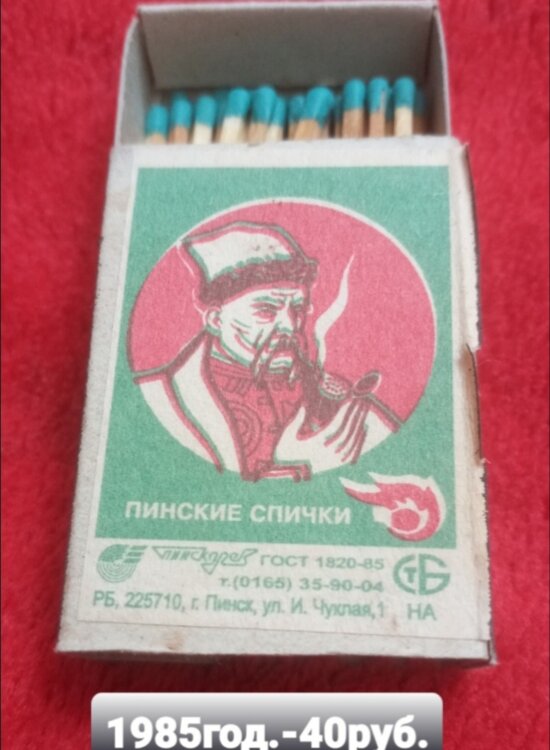 ПИНСКИЕ СПИЧКИ
пинскдрев ГОСТ 1820-85
т.(0165) 35-90-04
РБ, 225710, г. Пинск, ул. И. Чуклая,1
СТБ
НА
1985год.-40руб.